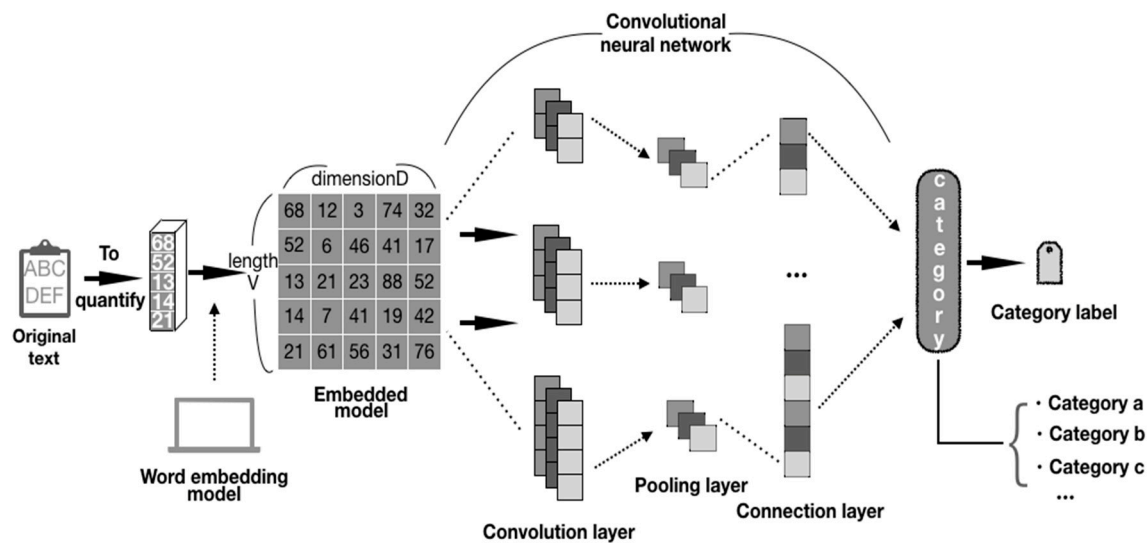 Convolutional
neural network
dimensionD
length
V
68 12 3 74 32
52 6 46 41 17
13 21 23 88 52
14 7 41 19 42
21 61 56 31 76
Embedded
model
ABC
DEF
Original
text
To
quantify
68
52
13
14
21
Word embedding
model
Convolution layer
Pooling layer
...
Connection layer
category
Category label
· Category a
· Category b
· Category c
...